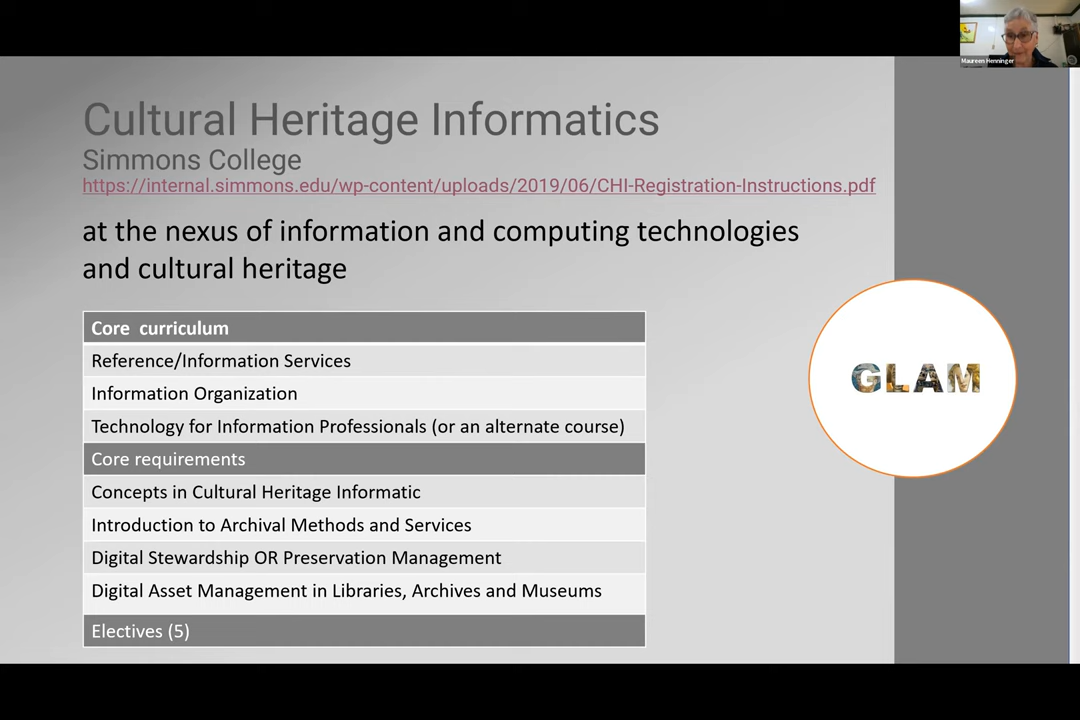 Maureen Henninger
Cultural Heritage Informatics
Simmons College
https://internal.simmons.edu/wp-content/uploads/2019/06/CHI-Registration-Instructions.pdf
at the nexus of information and computing technologies
and cultural heritage
Core curriculum
Reference/Information Services
Information Organization
Technology for Information Professionals (or an alternate course)
Core requirements
Concepts in Cultural Heritage Informatic
Introduction to Archival Methods and Services
Digital Stewardship OR Preservation Management
Digital Asset Management in Libraries, Archives and Museums
Electives (5)
GLAM